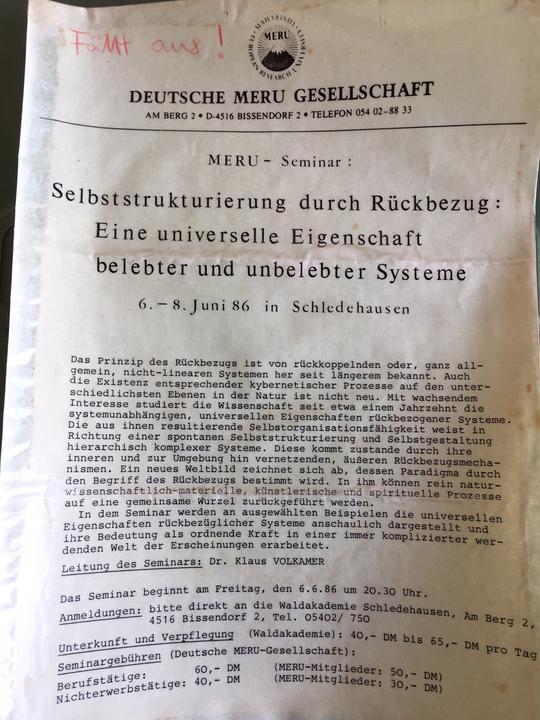 Fällt aus!
MAHARISHI EUROPEAN RESEARCH UNIVERSITY
MERU
DEUTSCHE MERU GESELLSCHAFT
AM BERG 2 • D-4516 BISSENDORF 2 • TELEFON 054 02-88 33
MERU- Seminar:
Selbststrukturierung durch Rückbezug:
Eine universelle Eigenschaft
belebter und unbelebter Systeme
6.-8. Juni 86 in Schledehausen
Das Prinzip des Rückbezugs ist von rückkoppelnden oder, ganz all-
gemein, nicht-linearen Systemen her seit längerem bekannt. Auch
die Existenz entsprechender kybernetischer Prozesse auf den unter-
schiedlichsten Ebenen in der Natur ist nicht neu. Mit wachsendem
Interesse studiert die Wissenschaft seit etwa einem Jahrzehnt die
systemunabhängigen, universellen Eigenschaften rückbezogener Systeme.
Die aus ihnen resultierende Selbstorganisationsfähigkeit weist in
Richtung einer spontanen Selbststrukturierung und Selbstgestaltung
hierarchisch komplexer Systeme. Diese kommt zustande durch ihre
inneren und zur Umgebung hin vernetzenden, äußeren Rückbezugsmecha-
nismen. Ein neues Weltbild zeichnet sich ab, dessen Paradigma durch
den Begriff des Rückbezugs bestimmt wird. In ihm können rein natur-
wissenschaftlich-materielle, künstlerische und spirituelle Prozesse
auf eine gemeinsame Wurzel zurückgeführt werden.
In dem Seminar werden an ausgewählten Beispielen die universellen
Eigenschaften rückbezüglicher Systeme anschaulich dargestellt und
ihre Bedeutung als ordnende Kraft in einer immer komplizierter wer-
denden Welt der Erscheinungen erarbeitet.
Leitung des Seminars: Dr. Klaus VOLKAMER
Das Seminar beginnt am Freitag, den 6.6.86 um 20.30 Uhr.
Anmeldungen: bitte direkt an die Waldakademie Schledehausen, Am Berg 2,
4516 Bissendorf 2, Tel. 05402/ 750
Unterkunft und Verpflegung (Waldakademie): 40,- DM bis 65,- DM pro Tag
Seminargebühren (Deutsche MERU-Gesellschaft):
Berufstätige: 60,- DM (MERU-Mitglieder: 50,- DM)
Nichterwerbstätige: 40,- DM (MERU-Mitglieder: 30,- DM)